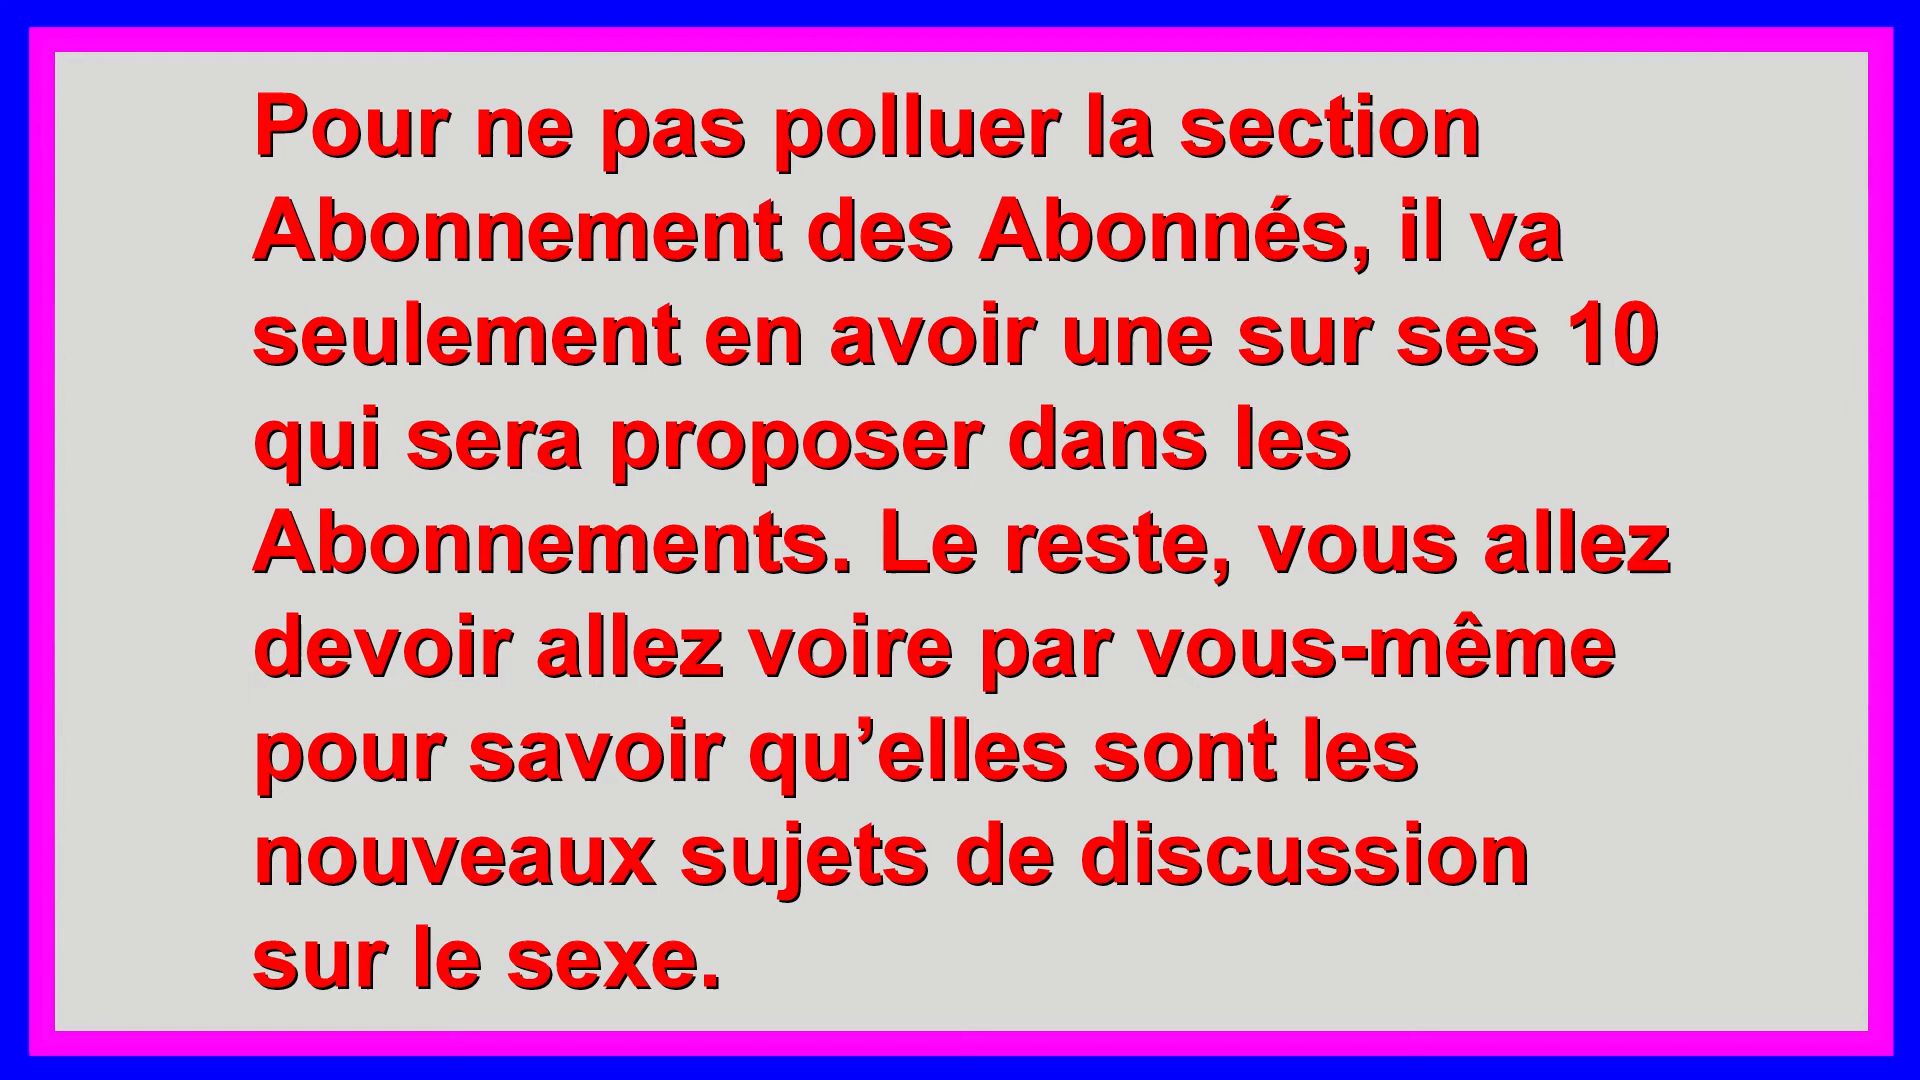 Pour ne pas polluer la section
Abonnement des Abonnés, il va
seulement en avoir une sur ses 10
qui sera proposer dans les
Abonnements. Le reste, vous allez
devoir allez voire par vous-même
pour savoir qu’elles sont les
nouveaux sujets de discussion
sur le sexe.